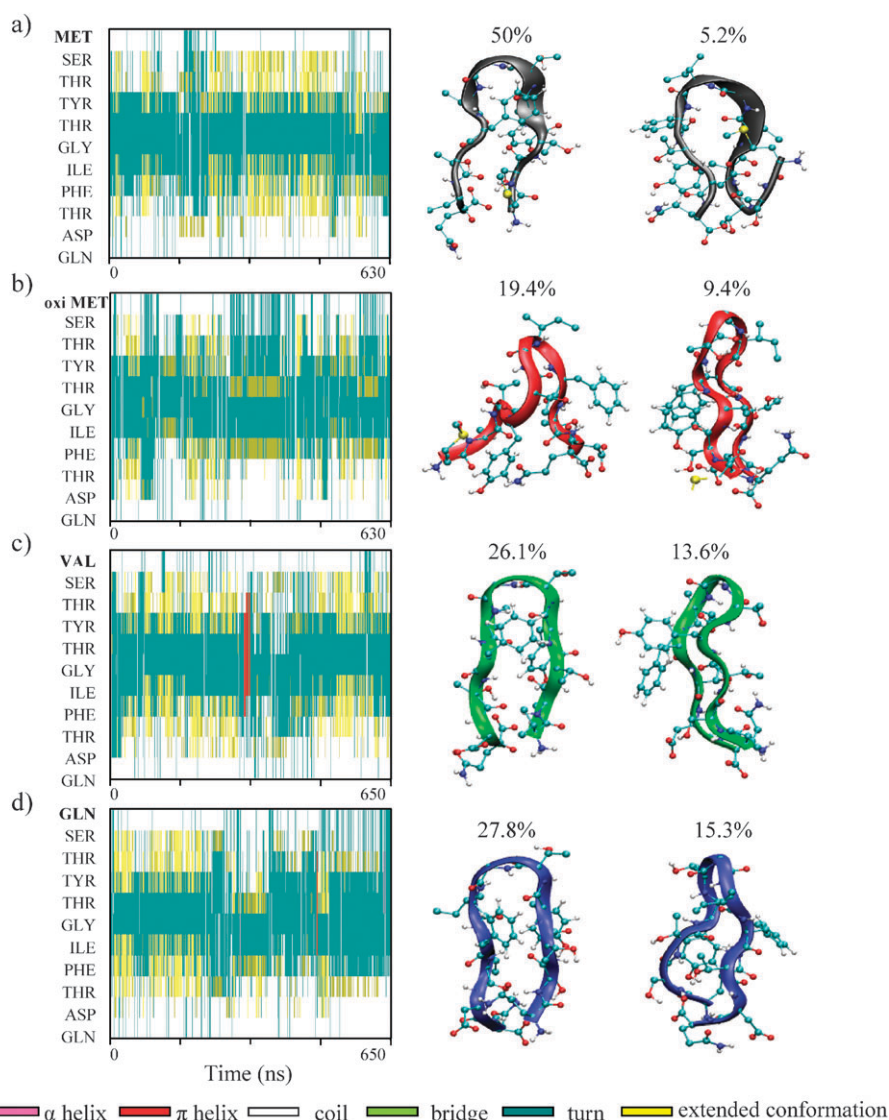 a)
50%
5.2%
MET
SER
THR
TYR
THR
GLY
ILE
PHE
THR
ASP
GLN
0
630
b)
19.4%
9.4%
oxi MET
SER
THR
TYR
THR
GLY
ILE
PHE
THR
ASP
GLN
0
630
c)
26.1%
13.6%
VAL
SER
THR
TYR
THR
GLY
ILE
PHE
THR
ASP
GLN
0
650
d)
27.8%
15.3%
GLN
SER
THR
TYR
THR
GLY
ILE
PHE
THR
ASP
GLN
0
650
Time (ns)
α helix π helix coil bridge turn extended conformation